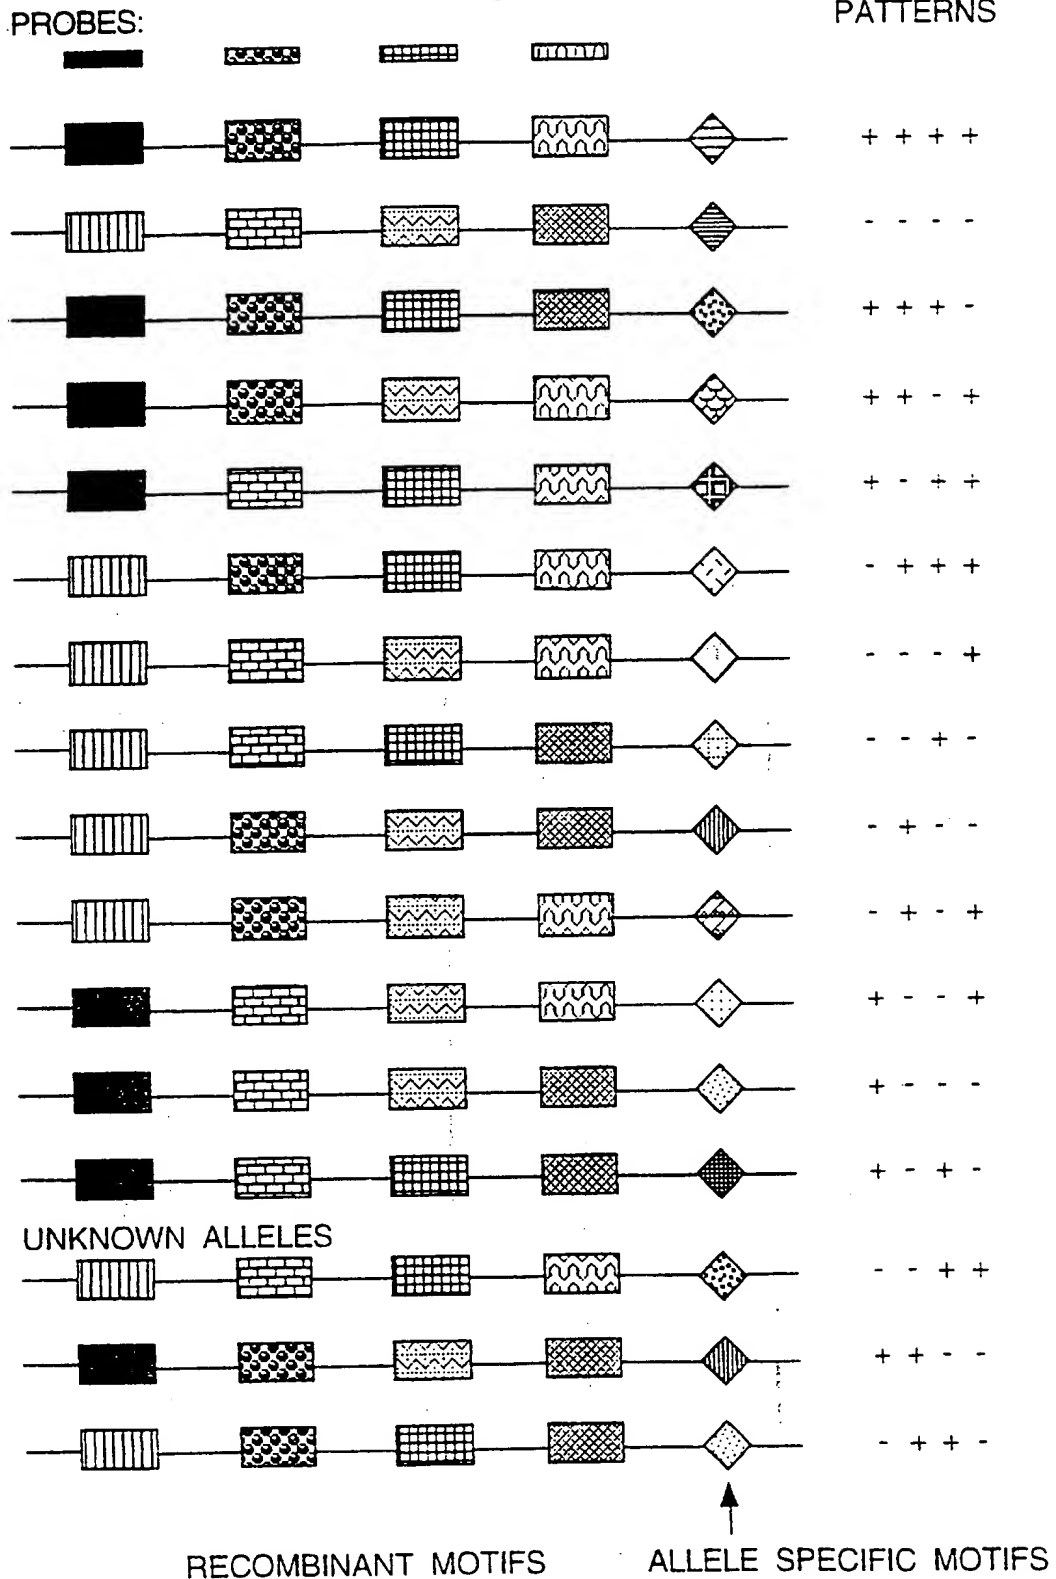 PROBES:
PATTERNS
+ + + +
- - - -
+ + + -
+ + - +
+ - + +
- + + +
- - - +
- - + -
- + - -
- + - +
+ - - +
+ - - -
+ - + -
UNKNOWN ALLELES
- - + +
+ + - -
- + + -
RECOMBINANT MOTIFS
ALLELE SPECIFIC MOTIFS